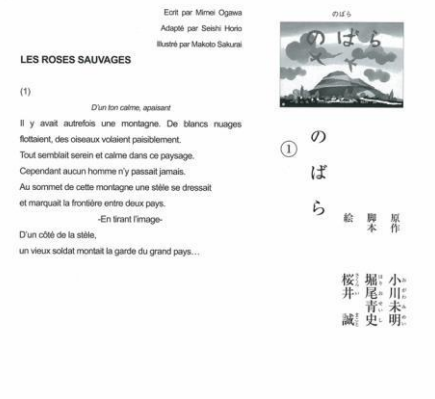 Ecrit par Mimei Ogawa
Adapté par Seishi Horio
Illustré par Makoto Sakurai
LES ROSES SAUVAGES
(1)
D'un ton calme, apaisant
Il y avait autrefois une montagne. De blancs nuages
flottaient, des oiseaux volaient paisiblement.
Tout semblait serein et calme dans ce paysage.
Cependant aucun homme n'y passait jamais.
Au sommet de cette montagne une stèle se dressait
et marquait la frontière entre deux pays.
-En tirant l'image-
D'un côté de la stèle,
un vieux soldat montait la garde du grand pays…
のばら
のばら
① のばら
原作 小川未明
脚本 堀尾青史
絵 桜井誠